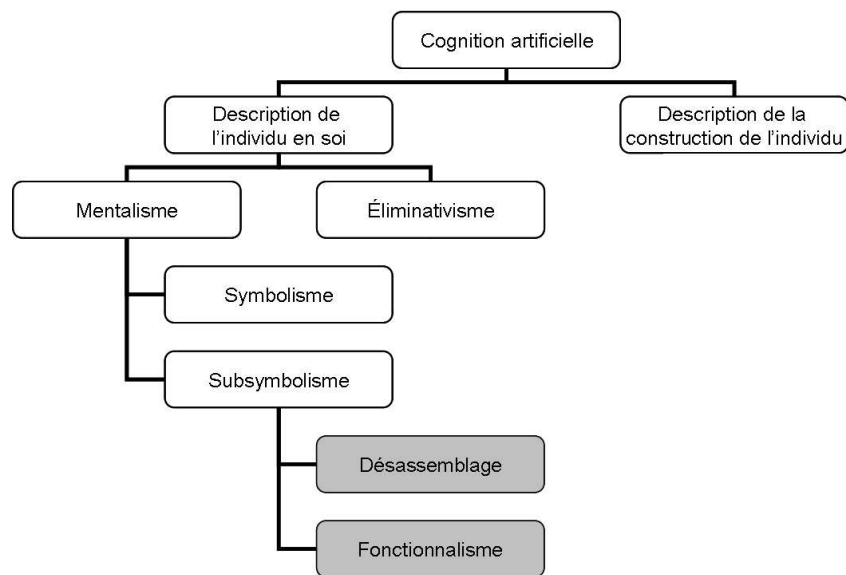 Cognition artificielle
Description de
l'individu en soi
Description de la
construction de l'individu
Mentalisme
Éliminativisme
Symbolisme
Subsymbolisme
Désassemblage
Fonctionnalisme